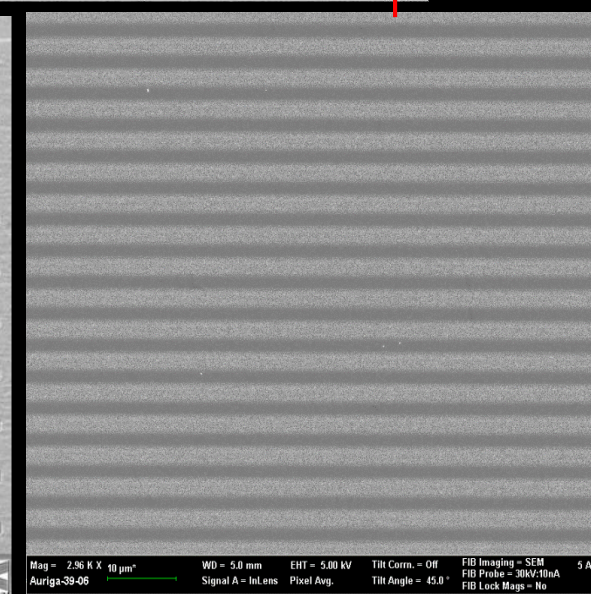 Mag = 2.96 K X 10 µm* WD = 5.0 mm EHT = 5.00 kV Tilt Corrn. = Off FIB Imaging = SEM 5 A
Auriga-39-06 Signal A = InLens Pixel Avg. Tilt Angle = 45.0 ° FIB Probe = 30kV:10nA
FIB Lock Mags = No